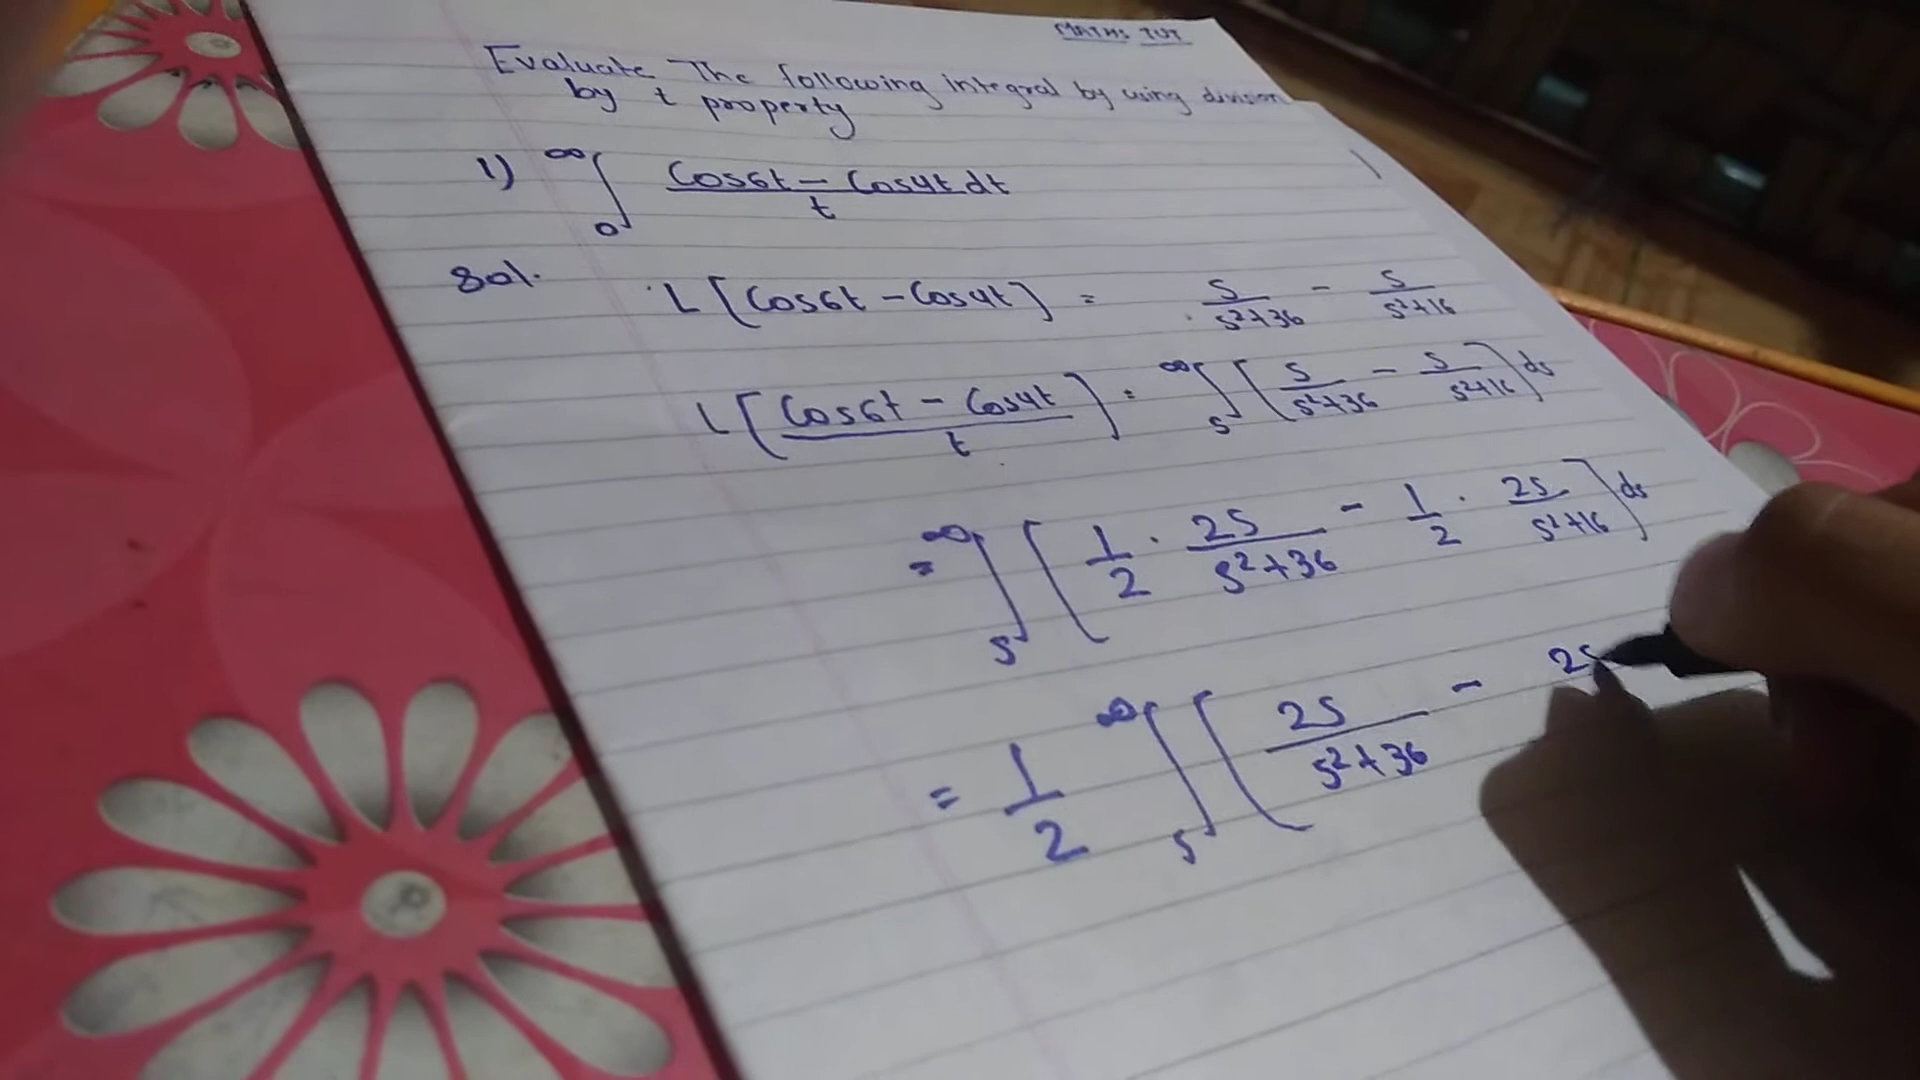 MATHS TUT
Evaluate The following integral by using division
by t property
1) ∞∫0 Cos6t - Cos4t dt / t
Sol. L[Cos6t - Cos4t] = s/s²+36 - s/s²+16
L[Cos6t - Cos4t / t] = ∞∫s [s/s²+36 - s/s²+16] ds
= ∞∫s [1/2 · 2s/s²+36 - 1/2 · 2s/s²+16] ds
= 1/2 ∞∫s [2s/s²+36 - 2s